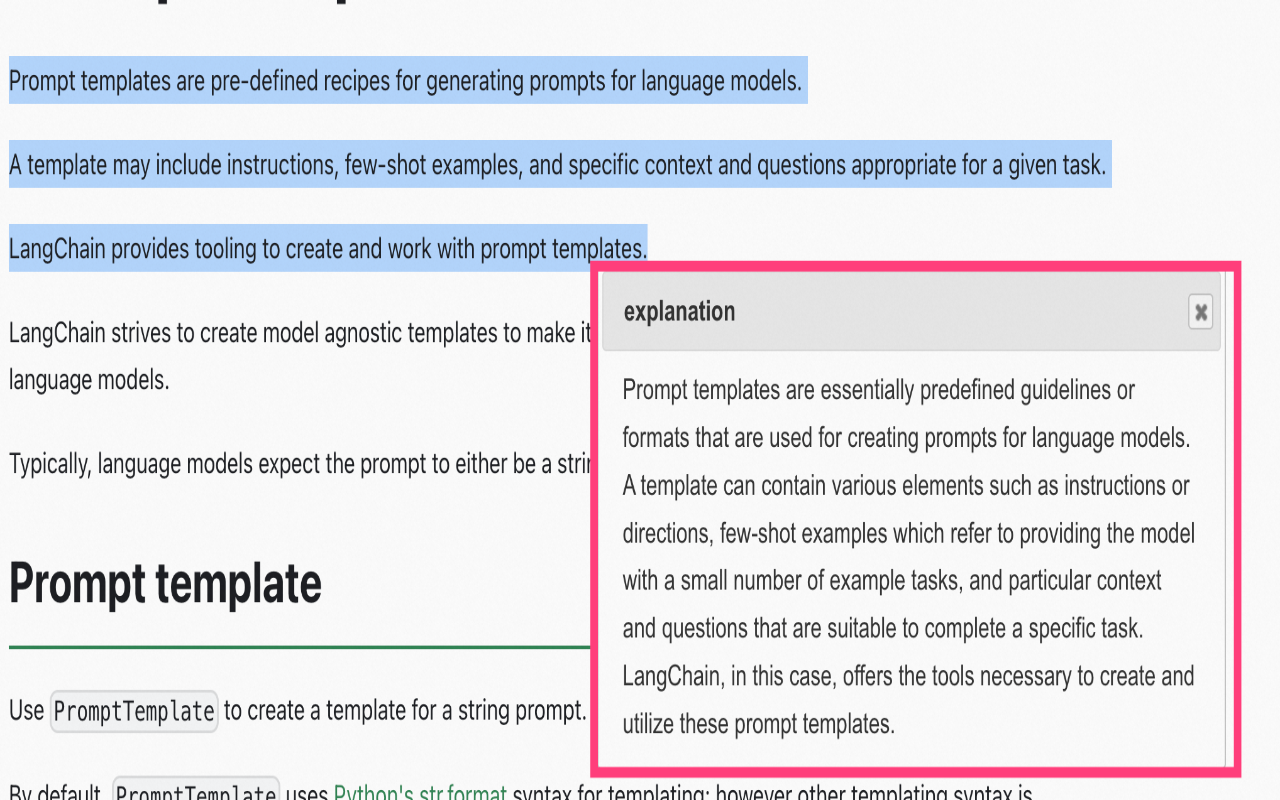 Prompt templates are pre-defined recipes for generating prompts for language models.
A template may include instructions, few-shot examples, and specific context and questions appropriate for a given task.
LangChain provides tooling to create and work with prompt templates.
LangChain strives to create model agnostic templates to make it
language models.
Typically, language models expect the prompt to either be a
Prompt template
Use PromptTemplate to create a template for a string prompt.
By default, PromptTemplate uses Python's str.format syntax for templating; however other templating syntax is
explanation
Prompt templates are essentially predefined guidelines or
formats that are used for creating prompts for language models.
A template can contain various elements such as instructions or
directions, few-shot examples which refer to providing the model
with a small number of example tasks, and particular context
and questions that are suitable to complete a specific task.
LangChain, in this case, offers the tools necessary to create and
utilize these prompt templates.